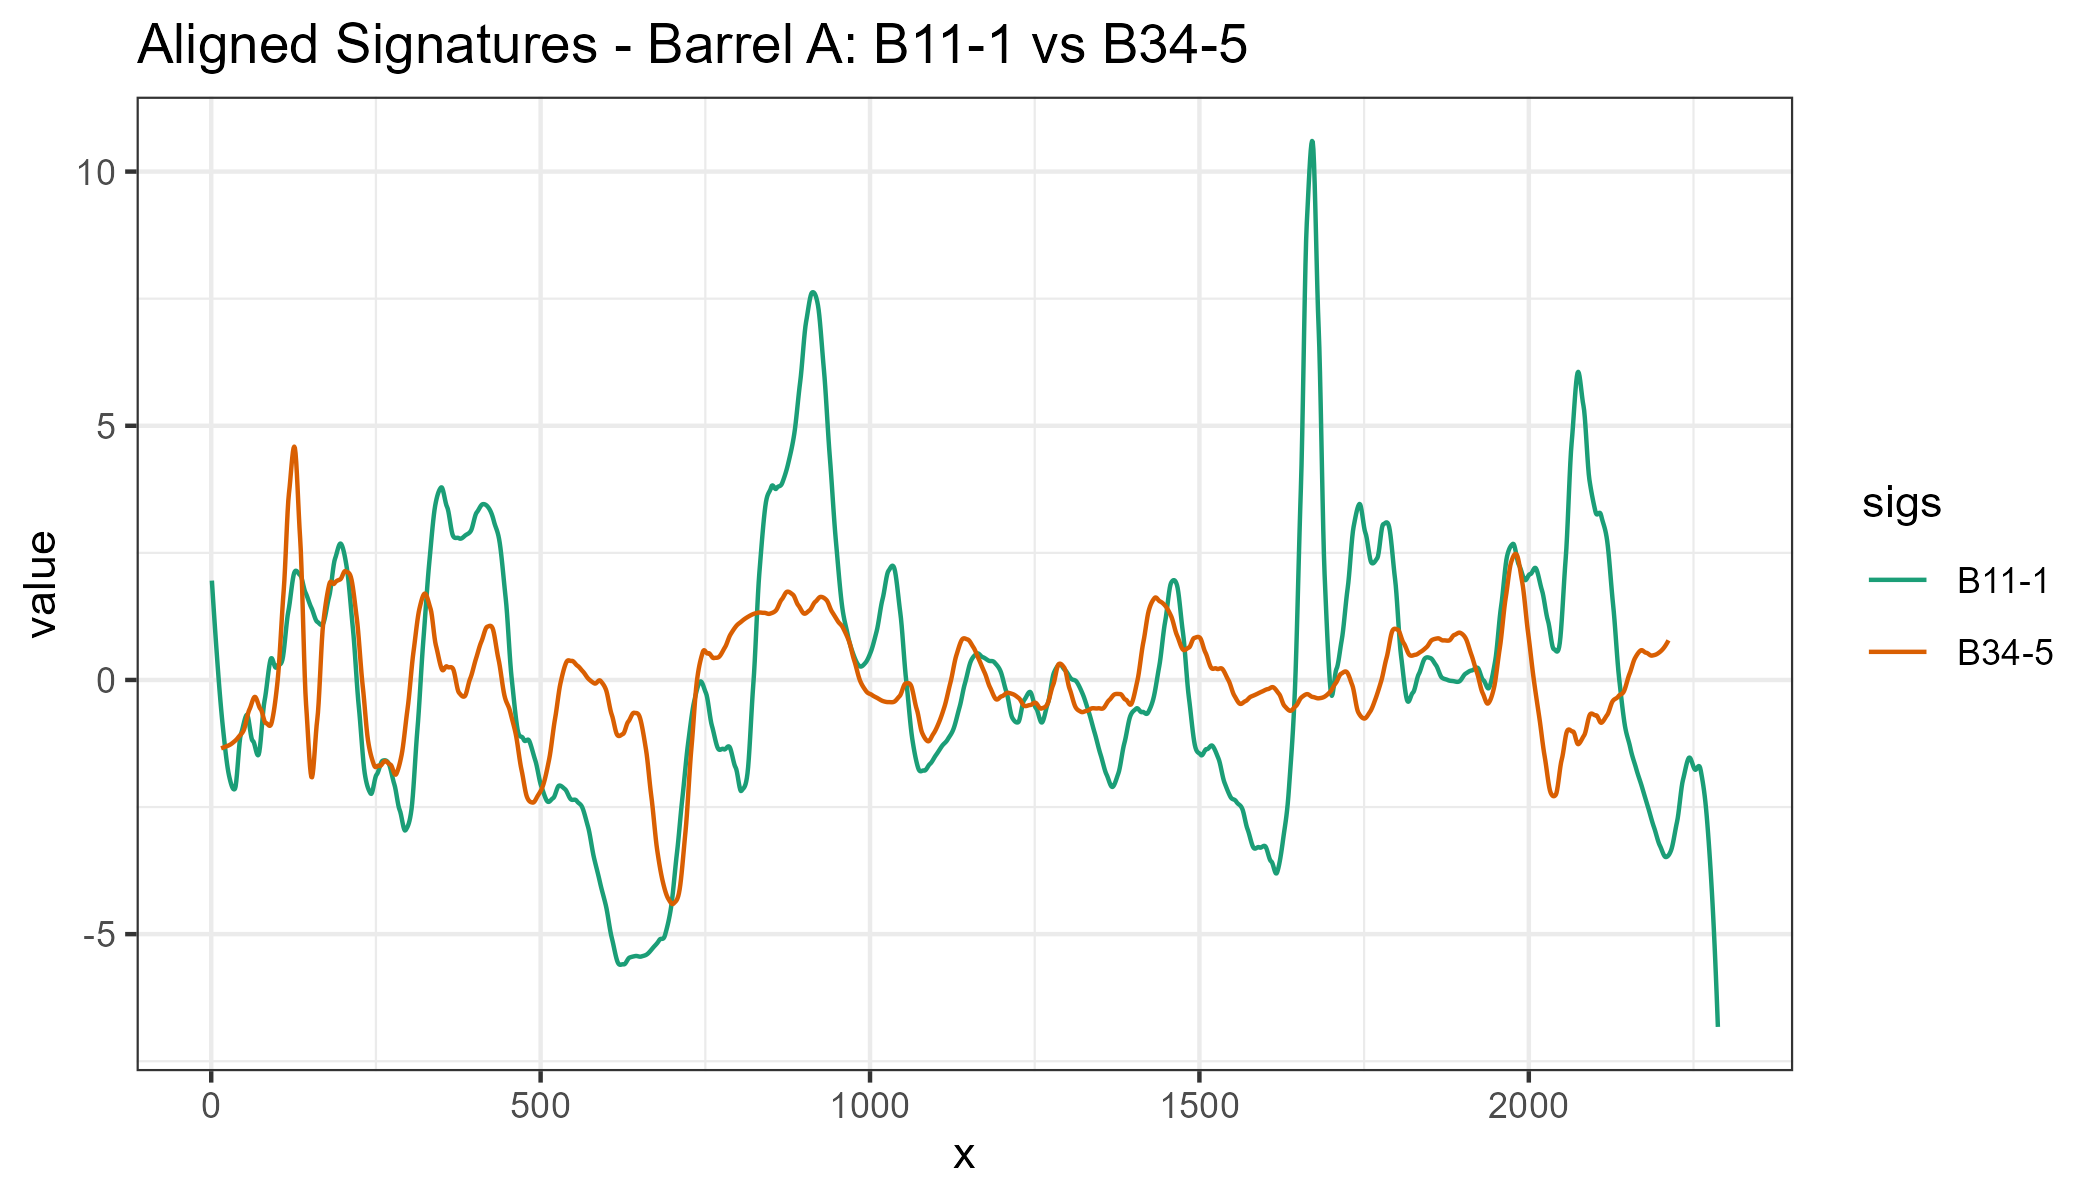 Aligned Signatures - Barrel A: B11-1 vs B34-5
value
10
5
0
-5
0 500 1000 1500 2000
x
sigs
B11-1
B34-5